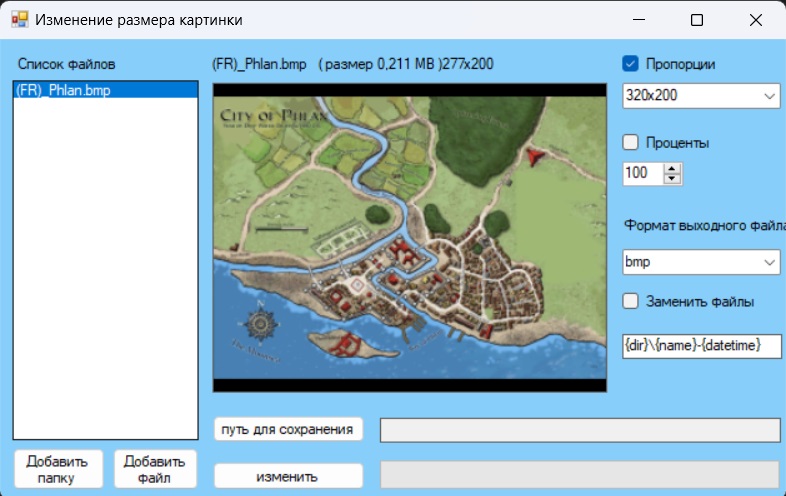 Изменение размера картинки
Список файлов
(FR)_Phlan.bmp
(FR)_Phlan.bmp ( размер 0,211 MB )277x200
CITY OF PHLAN
Пропорции
320x200
Проценты
100
Формат выходного файла
bmp
Заменить файлы
{dir}\{name}-{datetime}
путь для сохранения
Добавить
папку
Добавить
файл
изменить